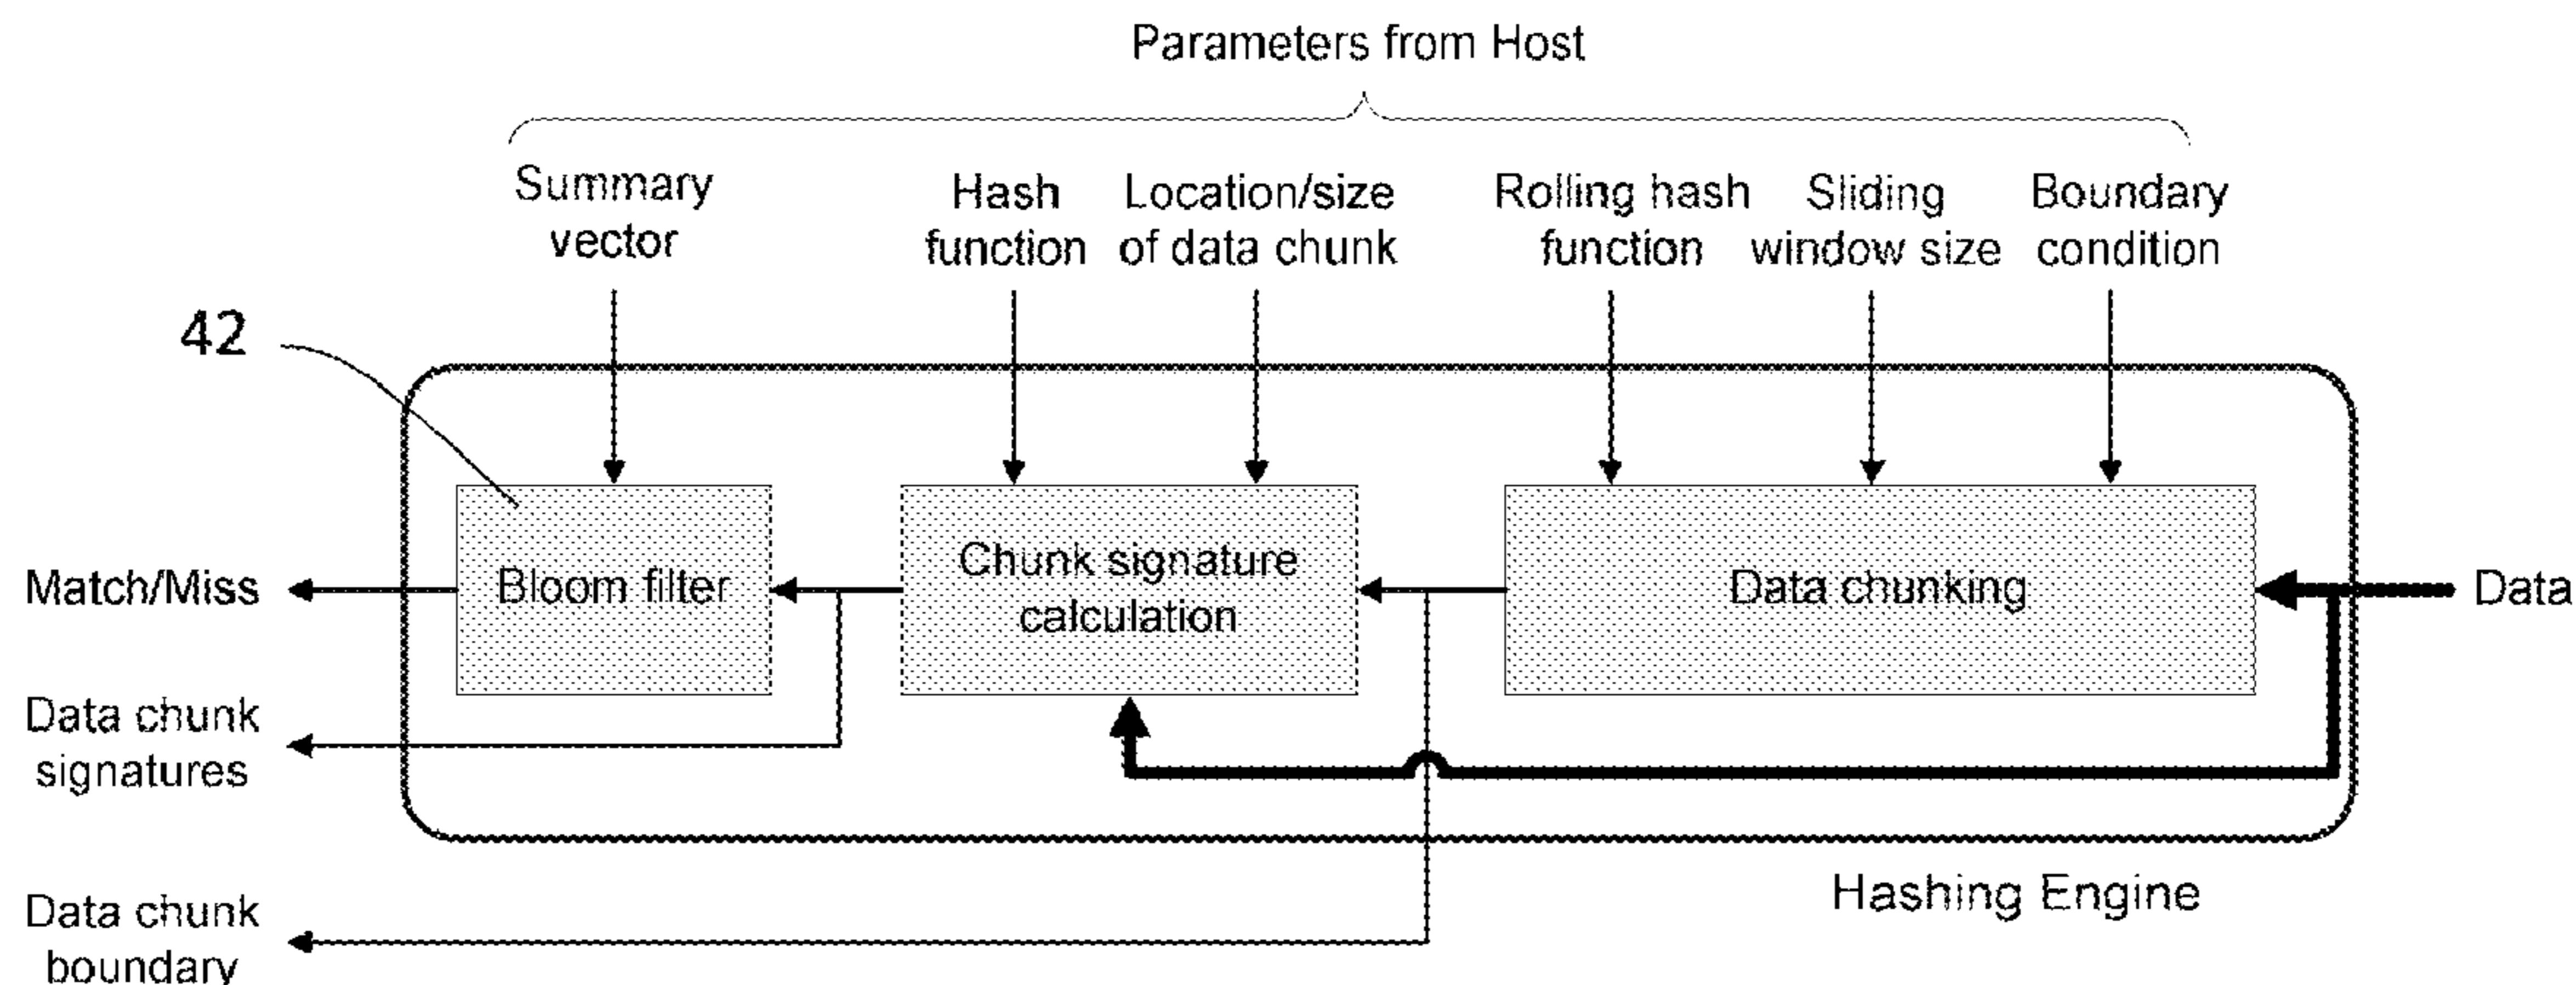 Parameters from Host
Summary
vector
Hash
function
Location/size
of data chunk
Rolling hash
function
Sliding
window size
Boundary
condition
42
Match/Miss
Bloom filter
Chunk signature
calculation
Data chunking
Data
Data chunk
signatures
Hashing Engine
Data chunk
boundary